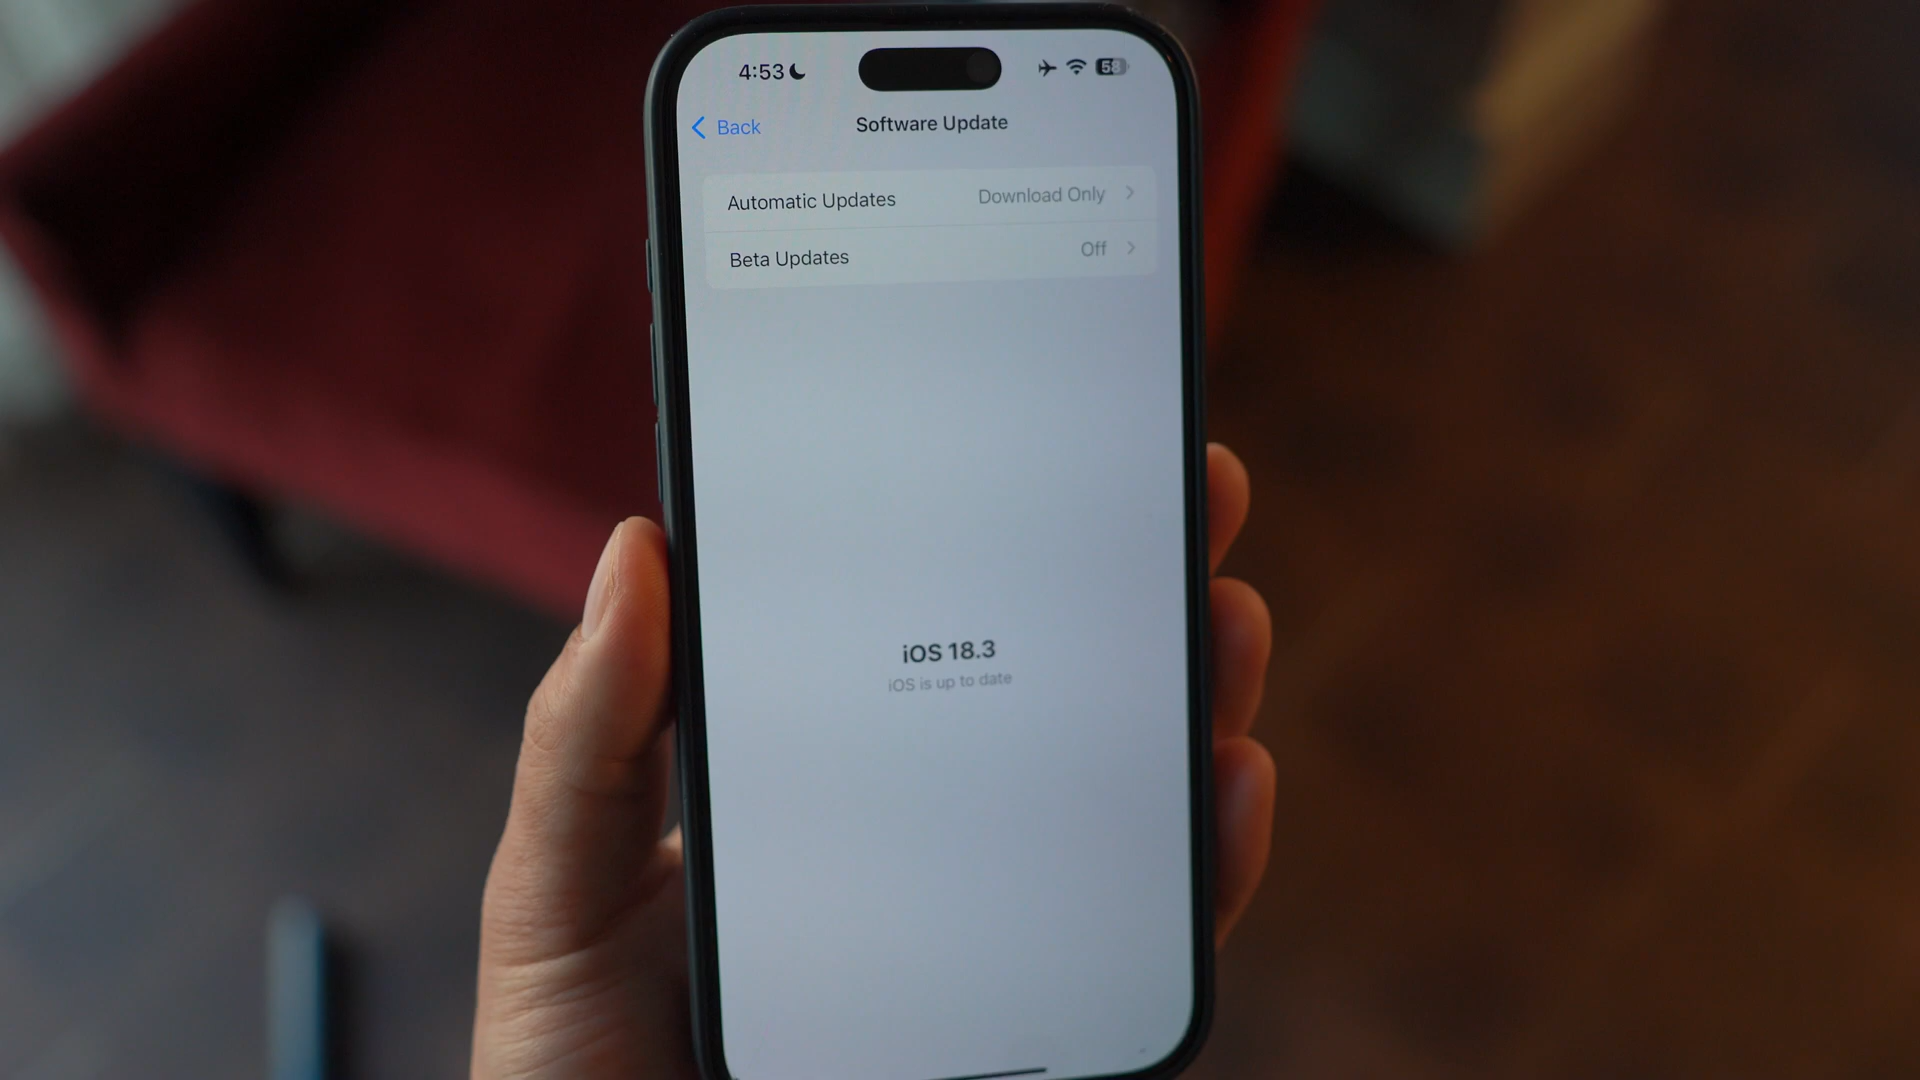 4:53
58
Back
Software Update
Automatic Updates Download Only
Beta Updates Off
iOS 18.3
iOS is up to date